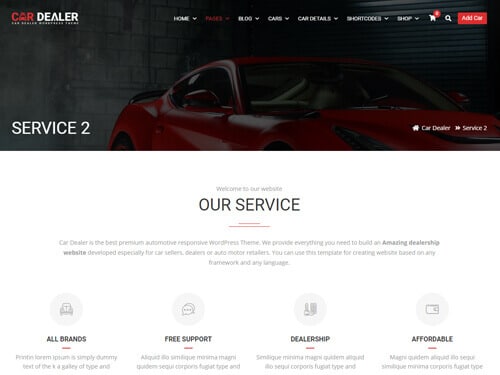 CAR DEALER
CAR DEALER WORDPRESS THEME
HOME PAGES BLOG CARS CAR DETAILS SHORTCODES SHOP 0 Add Car
SERVICE 2
Car Dealer Service 2
Welcome to our website
OUR SERVICE
Car Dealer is the best premium automotive responsive WordPress Theme. We provide everything you need to build an Amazing dealership
website developed especially for car sellers, dealers or auto motor retailers. You can use this template for creating website based on any
framework and any language.
ALL BRANDS
Printin lorem ipsum is simply dummy
text of the k a galley of type and
FREE SUPPORT
Aliquid illo similique minima magni
quidem sequi corporis fugiat type and
DEALERSHIP
Similique minima magni quidem aliquid
illo sequi corporis fugiat type and
AFFORDABLE
Magni quidem aliquid illo similique
minima sequi corporis fugiat type